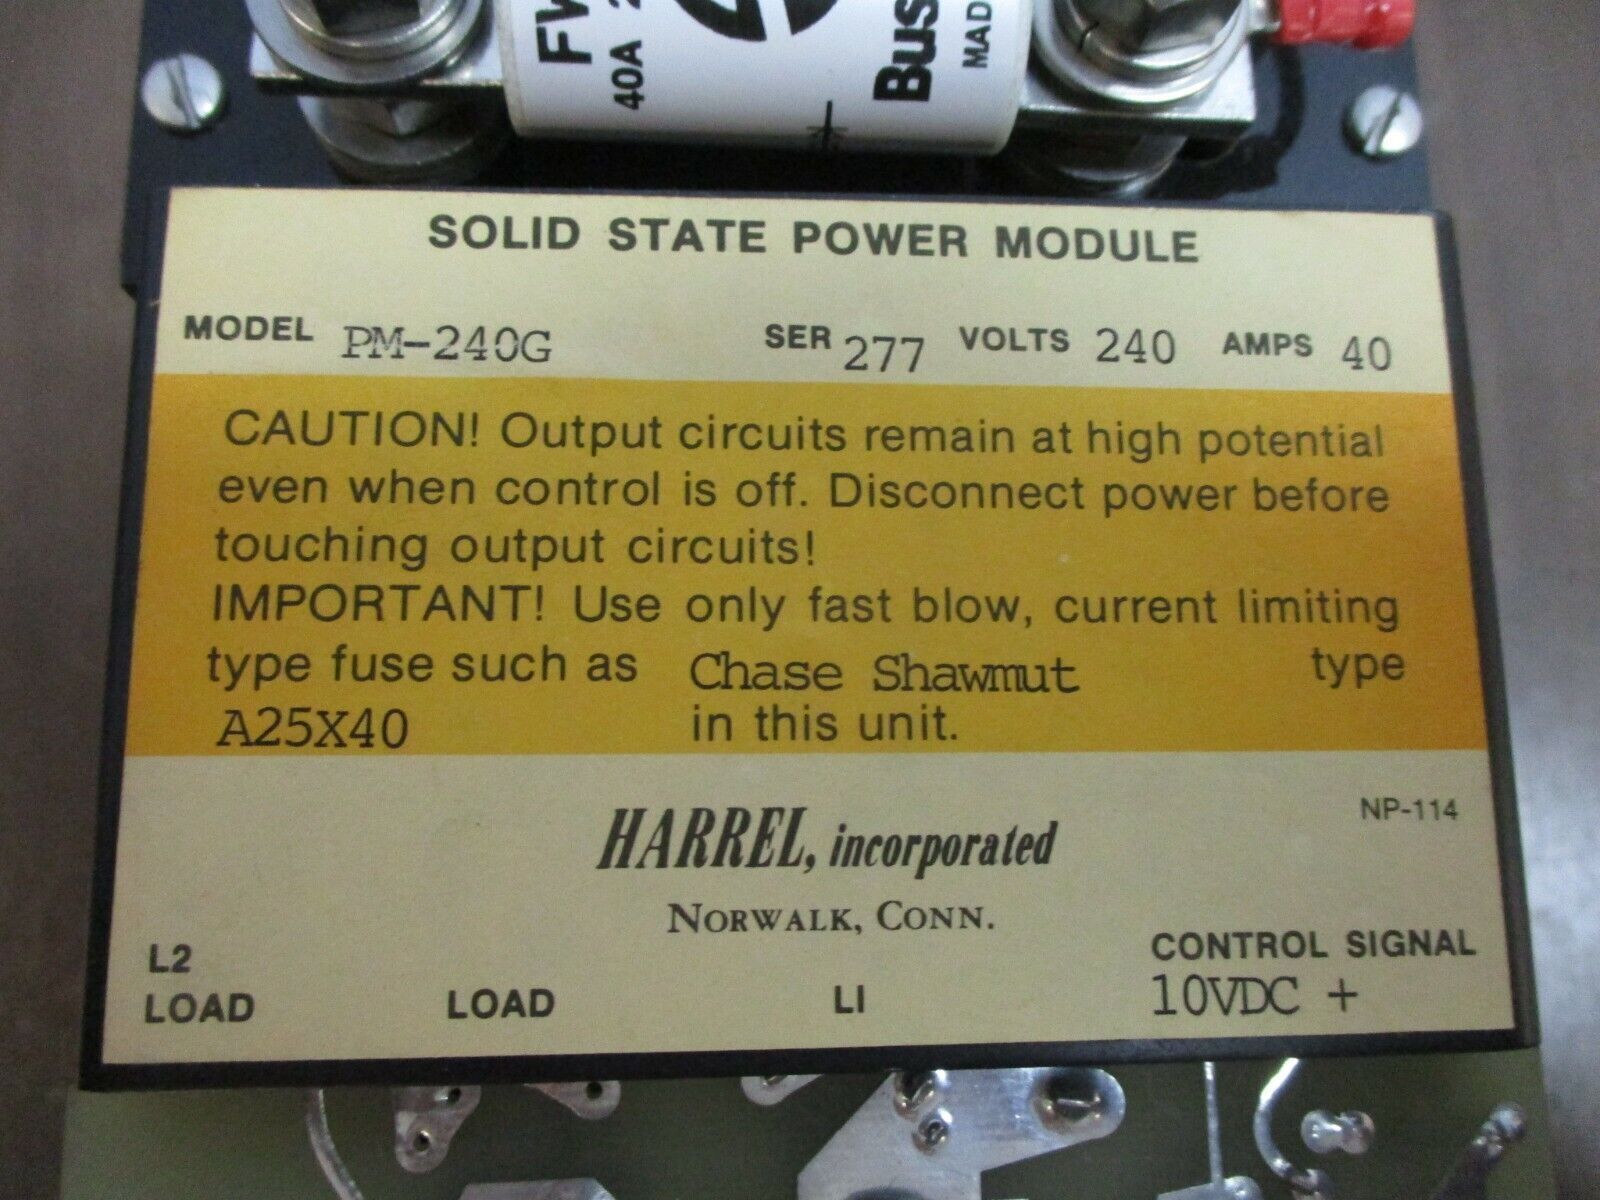 40A
SOLID STATE POWER MODULE
MODEL PM-240G SER 277 VOLTS 240 AMPS 40
CAUTION! Output circuits remain at high potential
even when control is off. Disconnect power before
touching output circuits!
IMPORTANT! Use only fast blow, current limiting
type fuse such as Chase Shawmut type
A25X40 in this unit.
HARREL, incorporated
NP-114
NORWALK, CONN.
L2 CONTROL SIGNAL
LOAD LOAD LI 10VDC +